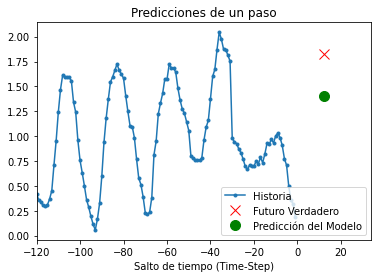 Predicciones de un paso
2.00
1.75
1.50
1.25
1.00
0.75
0.50
0.25
0.00
Historia
Futuro Verdadero
Predicción del Modelo
−120 −100 −80 −60 −40 −20 0 20
Salto de tiempo (Time-Step)